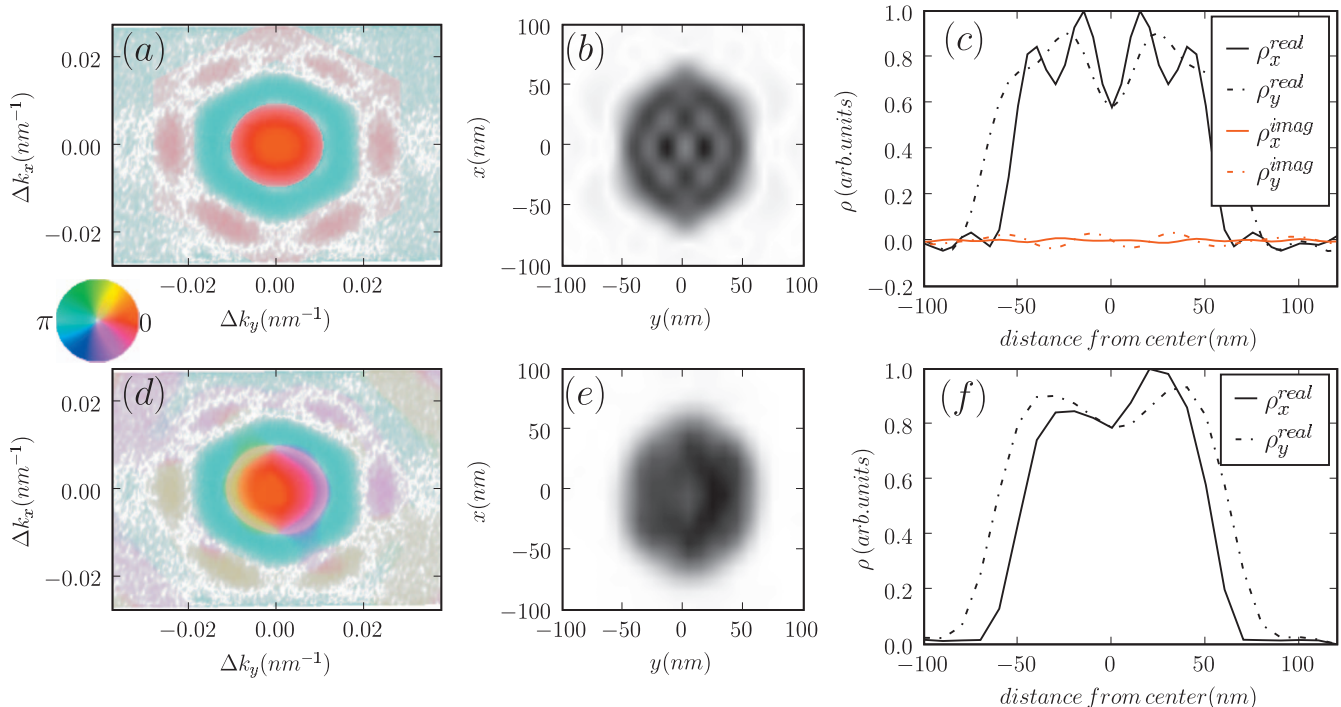 (a)
0.02
0.00
−0.02
Δk_x(nm⁻¹)
−0.02 0.00 0.02
Δk_y(nm⁻¹)
(b)
100
50
0
−50
−100
x(nm)
−100 −50 0 50 100
y(nm)
(c)
1.0
0.8
0.6
0.4
0.2
0.0
−0.2
ρ(arb.units)
ρ_x^real
ρ_y^real
ρ_x^imag
ρ_y^imag
−100 −50 0 50 100
distance from center(nm)
π 0
(d)
0.02
0.00
−0.02
Δk_x(nm⁻¹)
−0.02 0.00 0.02
Δk_y(nm⁻¹)
(e)
100
50
0
−50
−100
x(nm)
−100 −50 0 50 100
y(nm)
(f)
1.0
0.8
0.6
0.4
0.2
0.0
ρ(arb.units)
ρ_x^real
ρ_y^real
−100 −50 0 50 100
distance from center(nm)